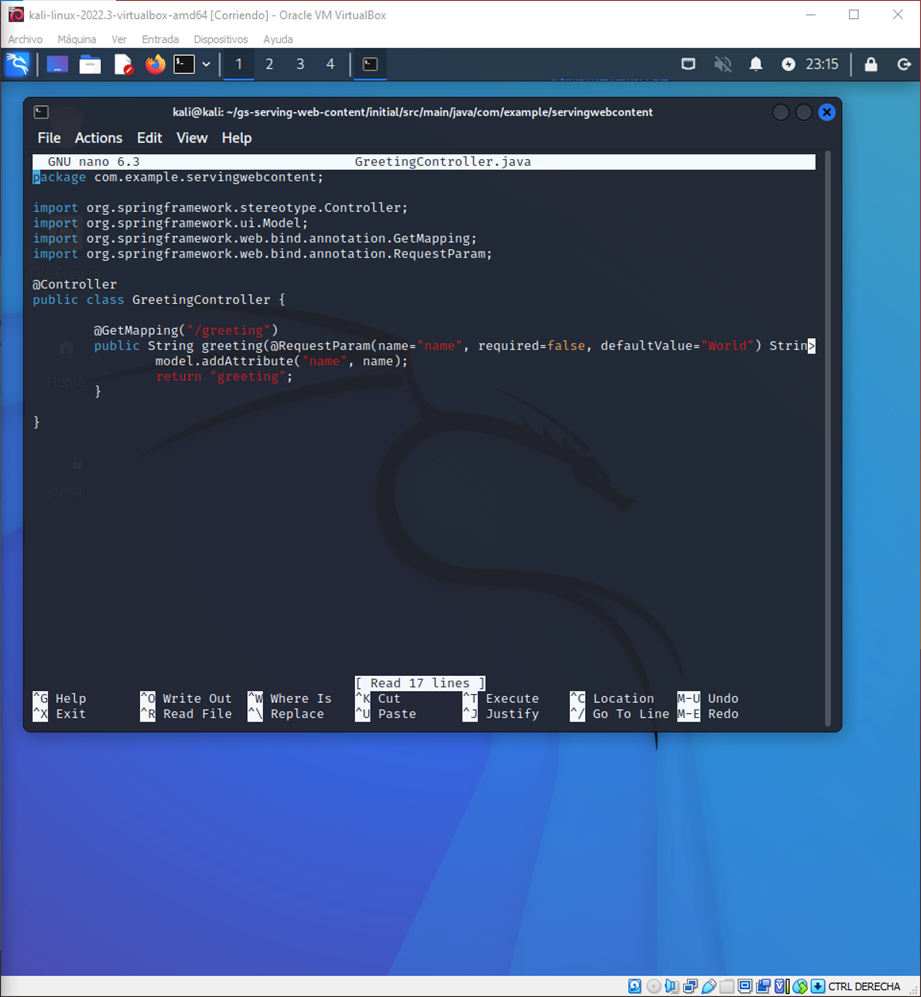 kali-linux-2022.3-virtualbox-amd64 [Corriendo] - Oracle VM VirtualBox
Archivo Máquina Ver Entrada Dispositivos Ayuda
1 2 3 4 23:15
kali@kali: ~/gs-serving-web-content/initial/src/main/java/com/example/servingwebcontent
File Actions Edit View Help
GNU nano 6.3 GreetingController.java
package com.example.servingwebcontent;
import org.springframework.stereotype.Controller;
import org.springframework.ui.Model;
import org.springframework.web.bind.annotation.GetMapping;
import org.springframework.web.bind.annotation.RequestParam;
@Controller
public class GreetingController {
@GetMapping("/greeting")
public String greeting(@RequestParam(name="name", required=false, defaultValue="World") Strin>
model.addAttribute("name", name);
return "greeting";
}
Home
}
dvwa
[ Read 17 lines ]
^G Help ^O Write Out ^W Where Is ^K Cut ^T Execute ^C Location M-U Undo
^X Exit ^R Read File ^\ Replace ^U Paste ^J Justify ^/ Go To Line M-E Redo
CTRL DERECHA